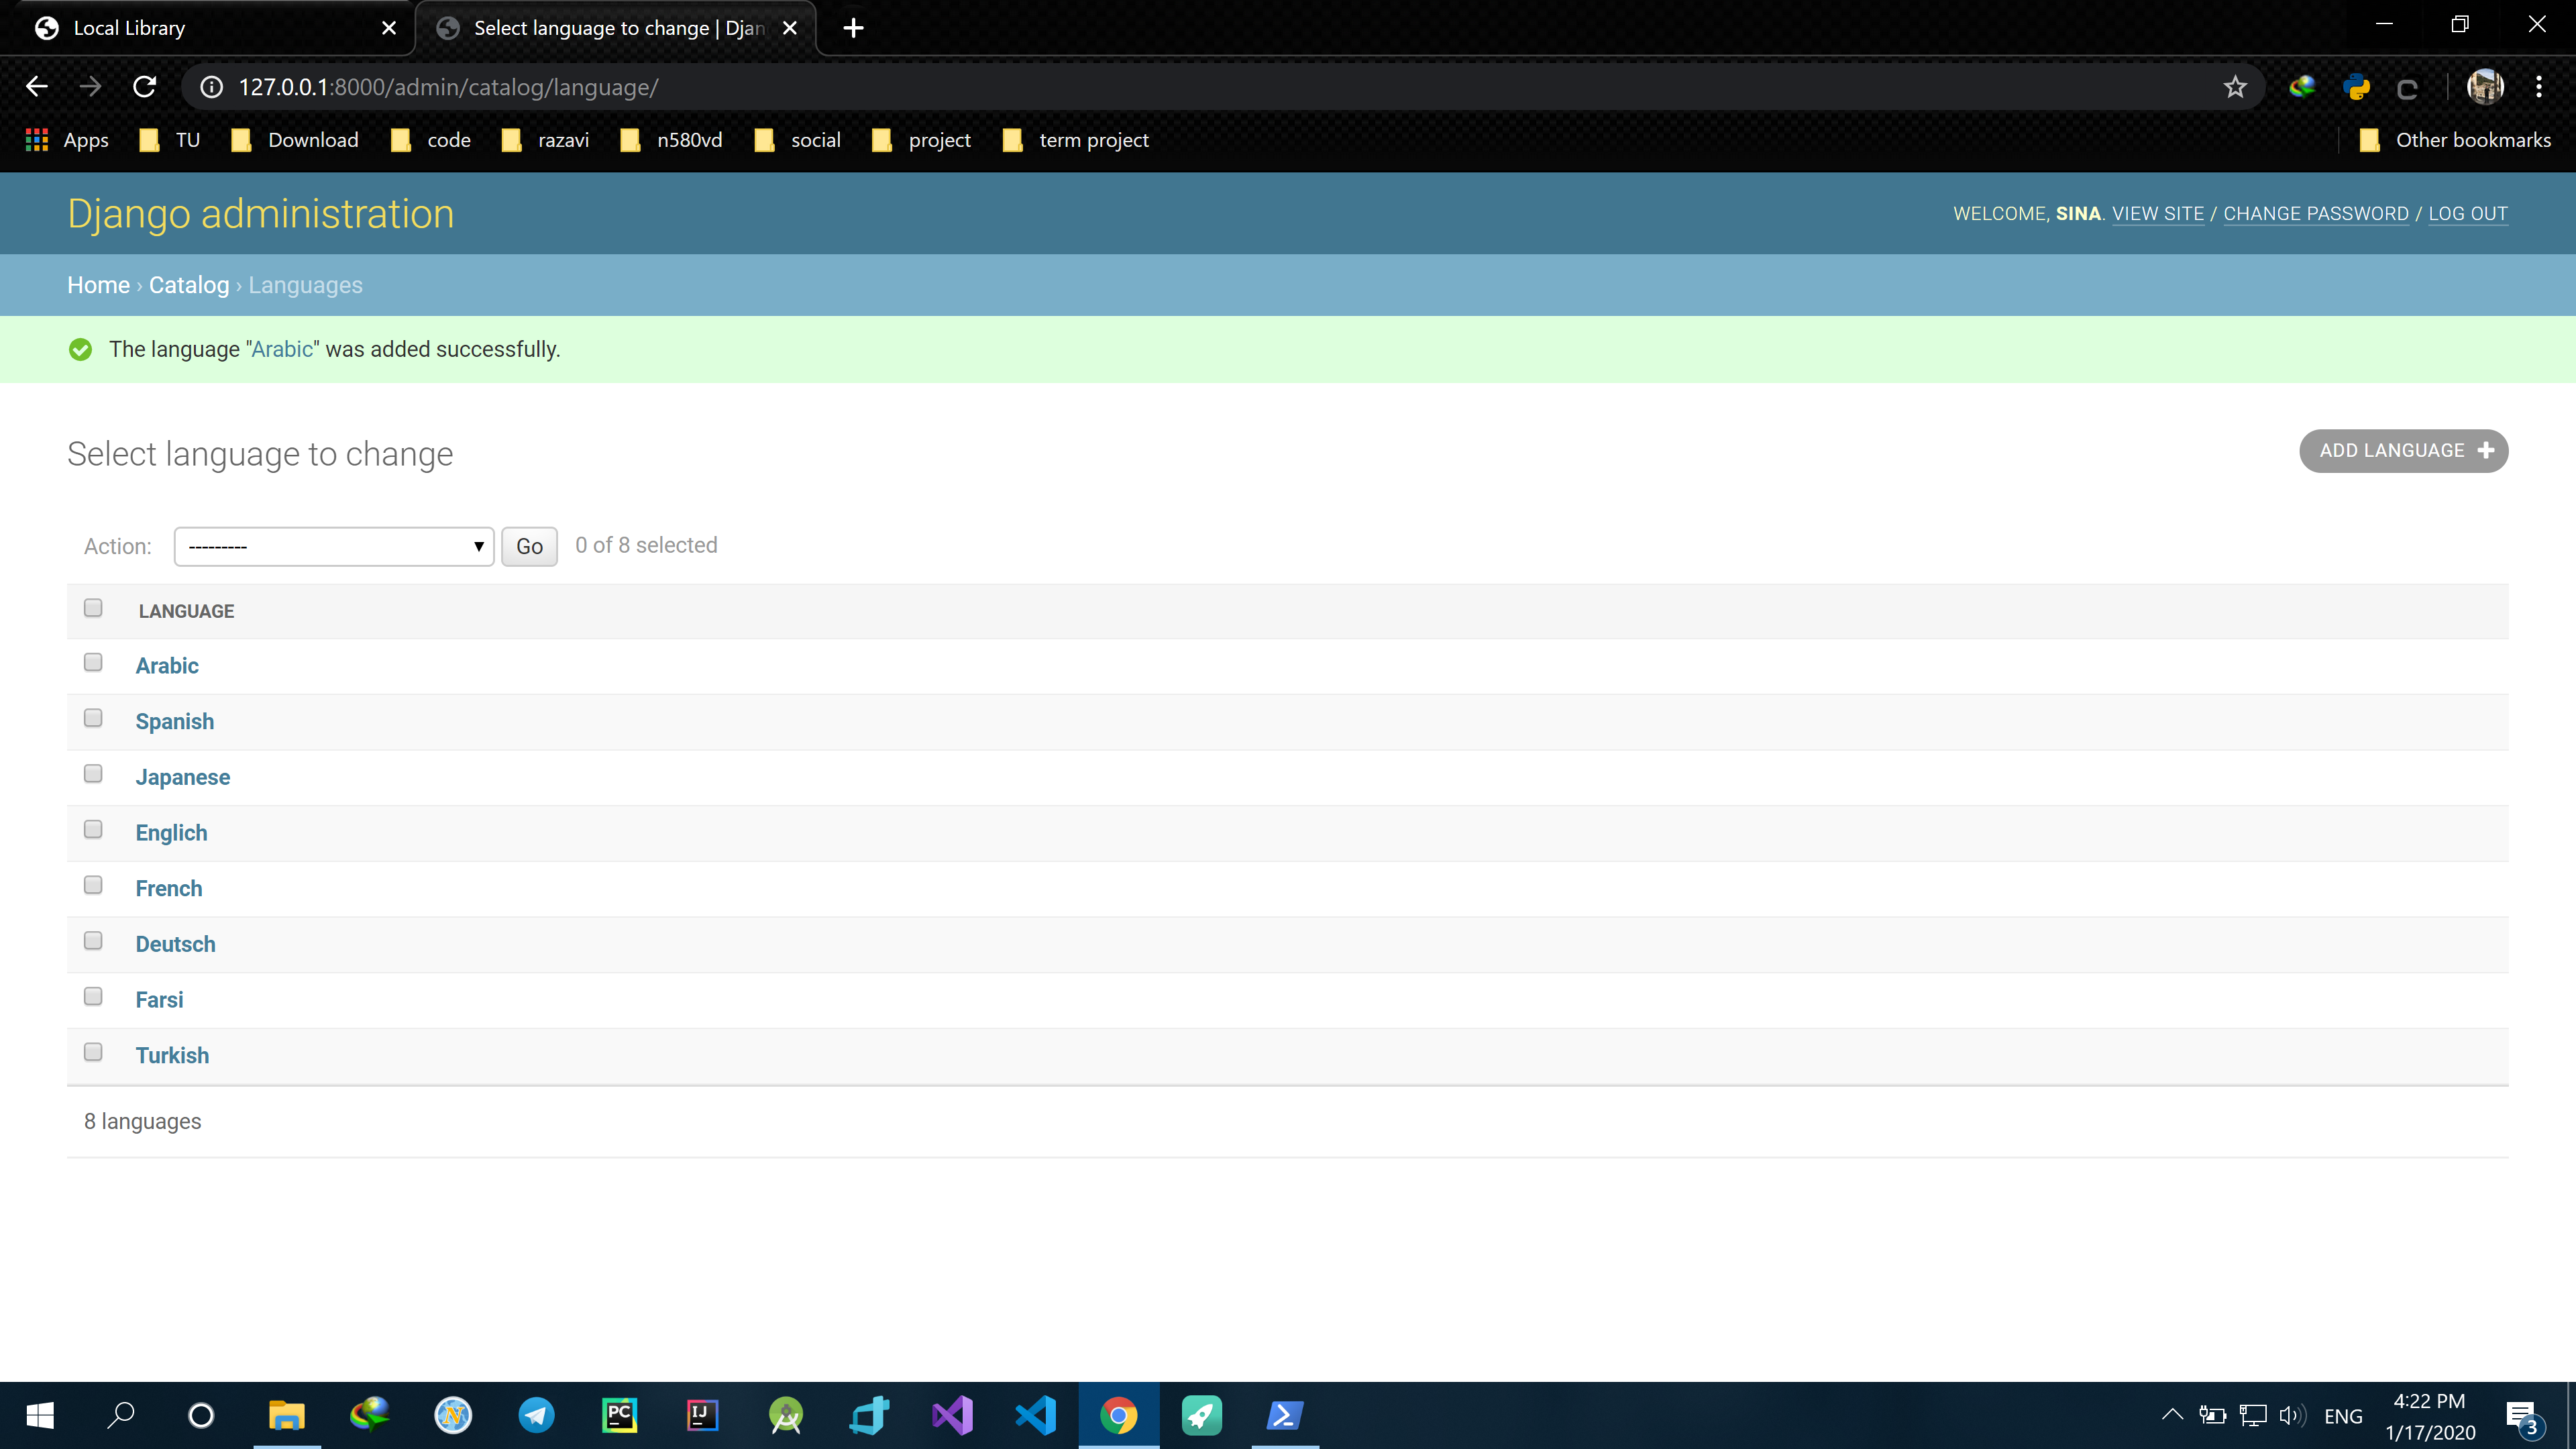 Local Library
Select language to change | Djan
127.0.0.1:8000/admin/catalog/language/
Apps TU Download code razavi n580vd social project term project Other bookmarks
Django administration
WELCOME, SINA. VIEW SITE / CHANGE PASSWORD / LOG OUT
Home › Catalog › Languages
The language "Arabic" was added successfully.
Select language to change
ADD LANGUAGE +
Action: --------- Go 0 of 8 selected
LANGUAGE
Arabic
Spanish
Japanese
Englich
French
Deutsch
Farsi
Turkish
8 languages
PC
IJ
N
ENG
4:22 PM
1/17/2020
3